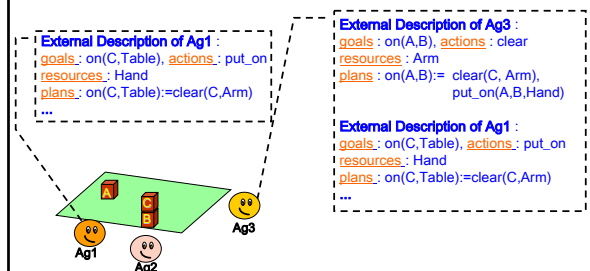 External Description of Ag1 :
goals : on(C,Table), actions : put_on
resources : Hand
plans : on(C,Table):=clear(C,Arm)
...
External Description of Ag3 :
goals : on(A,B), actions : clear
resources : Arm
plans : on(A,B):= clear(C, Arm),
put_on(A,B,Hand)
External Description of Ag1 :
goals : on(C,Table), actions : put_on
resources : Hand
plans : on(C,Table):=clear(C,Arm)
...
A
C
B
Ag3
Ag1
Ag2